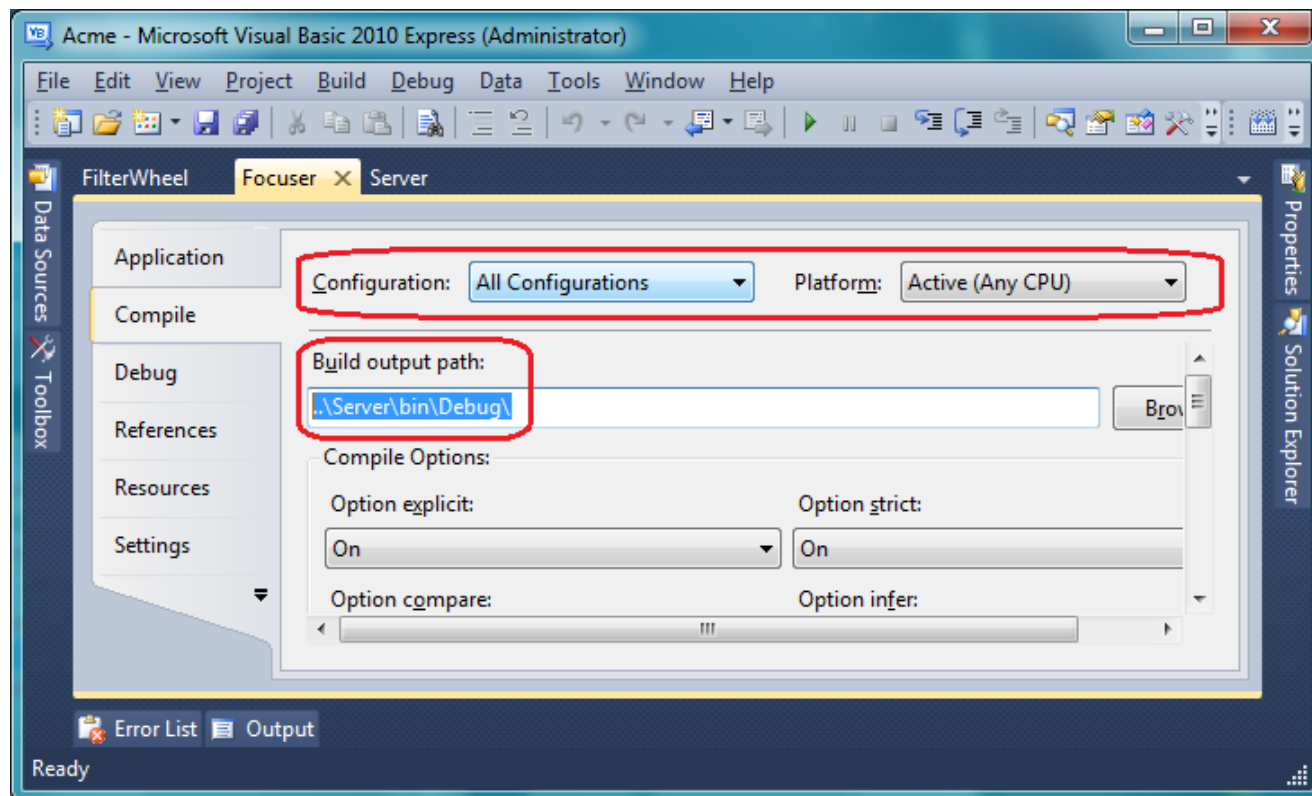 Acme - Microsoft Visual Basic 2010 Express (Administrator)
File Edit View Project Build Debug Data Tools Window Help
FilterWheel Focuser Server
Data Sources
Toolbox
Properties
Solution Explorer
Application
Compile
Debug
References
Resources
Settings
Configuration: All Configurations Platform: Active (Any CPU)
Build output path:
..\Server\bin\Debug\
Compile Options:
Option explicit: Option strict:
On On
Option compare: Option infer:
Error List Output
Ready